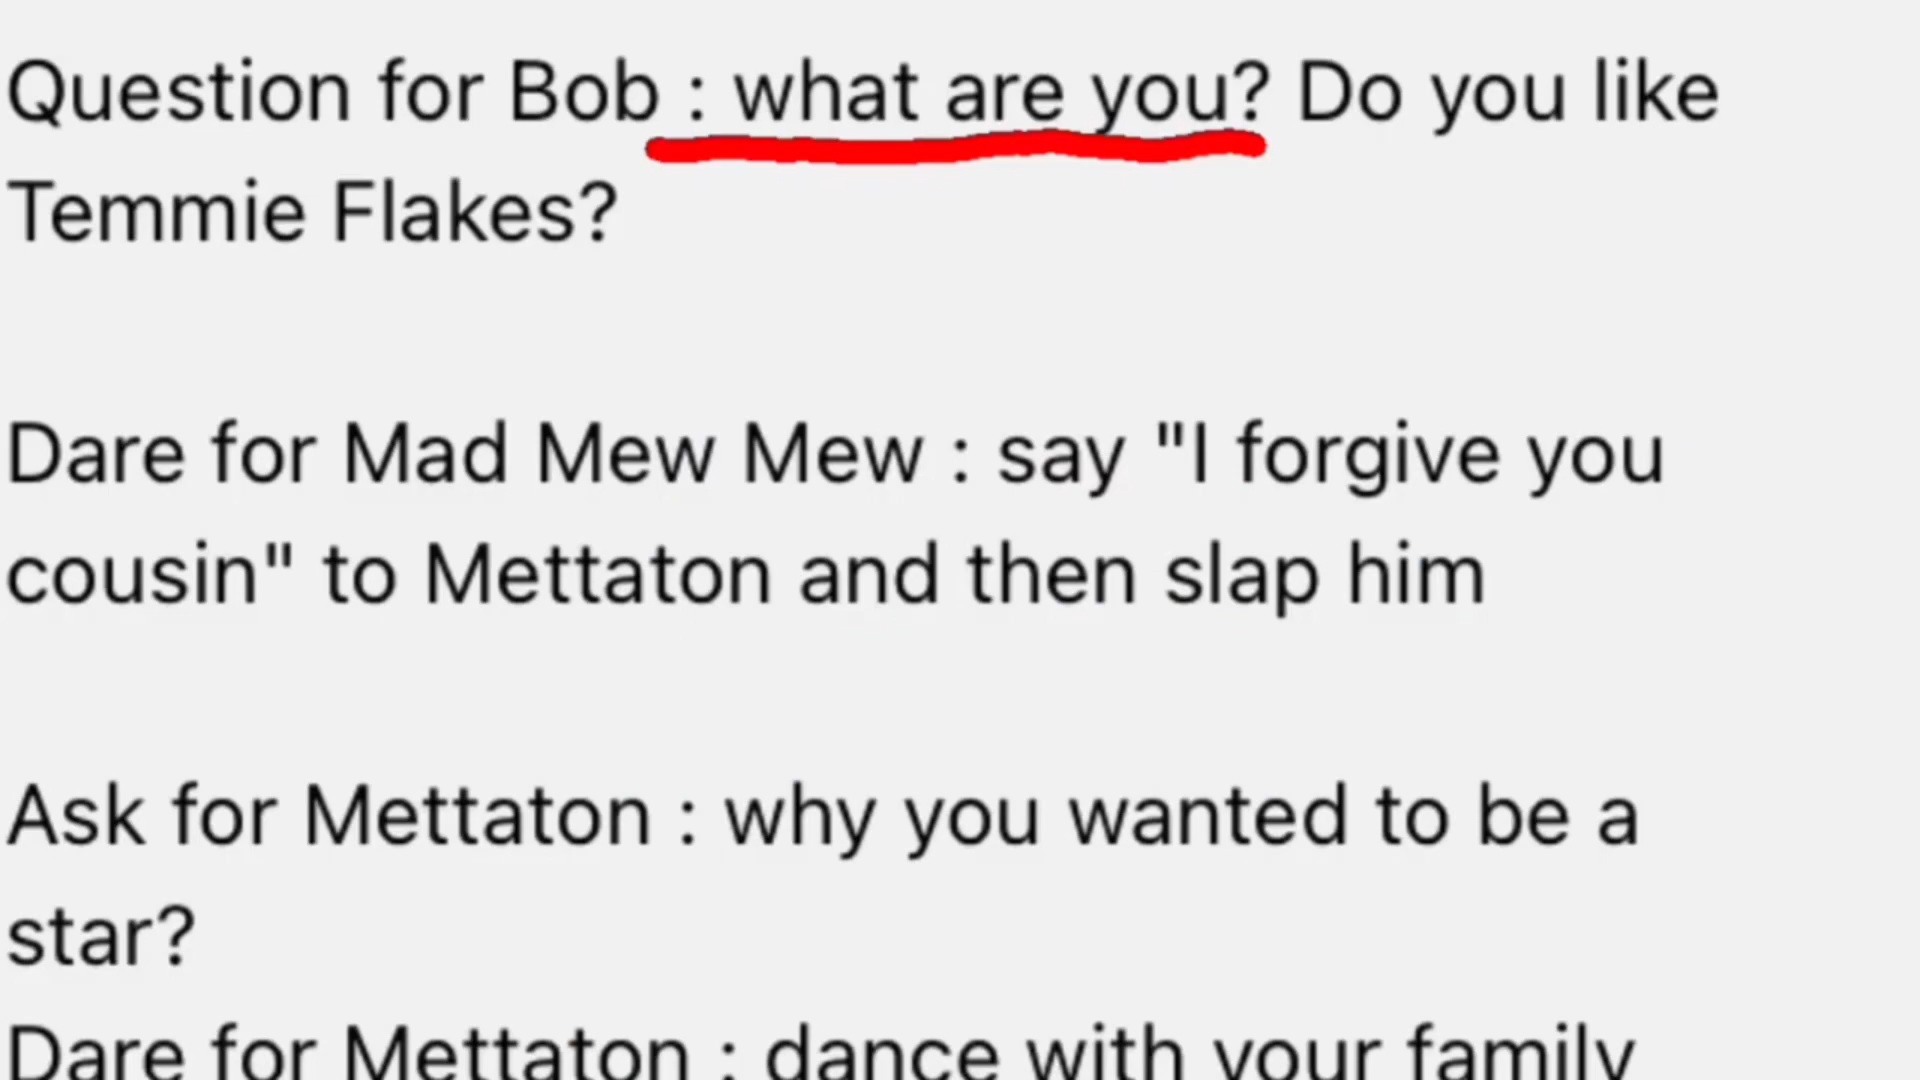 Question for Bob : what are you? Do you like
Temmie Flakes?
Dare for Mad Mew Mew : say "I forgive you
cousin" to Mettaton and then slap him
Ask for Mettaton : why you wanted to be a
star?
Dare for Mettaton : dance with your family